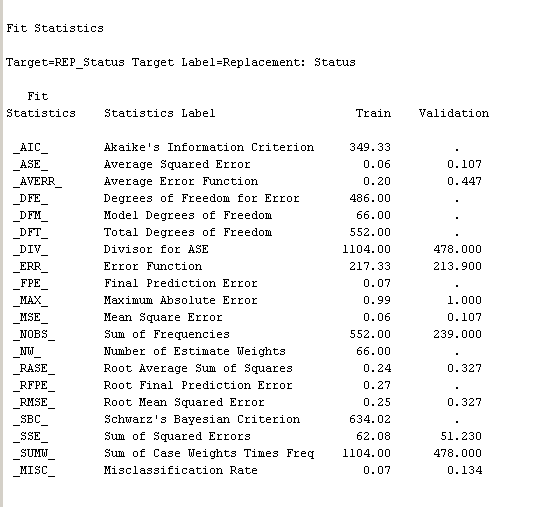 Fit Statistics
Target=REP_Status Target Label=Replacement: Status
Fit
Statistics Statistics Label Train Validation
_AIC_ Akaike's Information Criterion 349.33 .
_ASE_ Average Squared Error 0.06 0.107
_AVERR_ Average Error Function 0.20 0.447
_DFE_ Degrees of Freedom for Error 486.00 .
_DFM_ Model Degrees of Freedom 66.00 .
_DFT_ Total Degrees of Freedom 552.00 .
_DIV_ Divisor for ASE 1104.00 478.000
_ERR_ Error Function 217.33 213.900
_FPE_ Final Prediction Error 0.07 .
_MAX_ Maximum Absolute Error 0.99 1.000
_MSE_ Mean Square Error 0.06 0.107
_NOBS_ Sum of Frequencies 552.00 239.000
_NW_ Number of Estimate Weights 66.00 .
_RASE_ Root Average Sum of Squares 0.24 0.327
_RFPE_ Root Final Prediction Error 0.27 .
_RMSE_ Root Mean Squared Error 0.25 0.327
_SBC_ Schwarz's Bayesian Criterion 634.02 .
_SSE_ Sum of Squared Errors 62.08 51.230
_SUMW_ Sum of Case Weights Times Freq 1104.00 478.000
_MISC_ Misclassification Rate 0.07 0.134